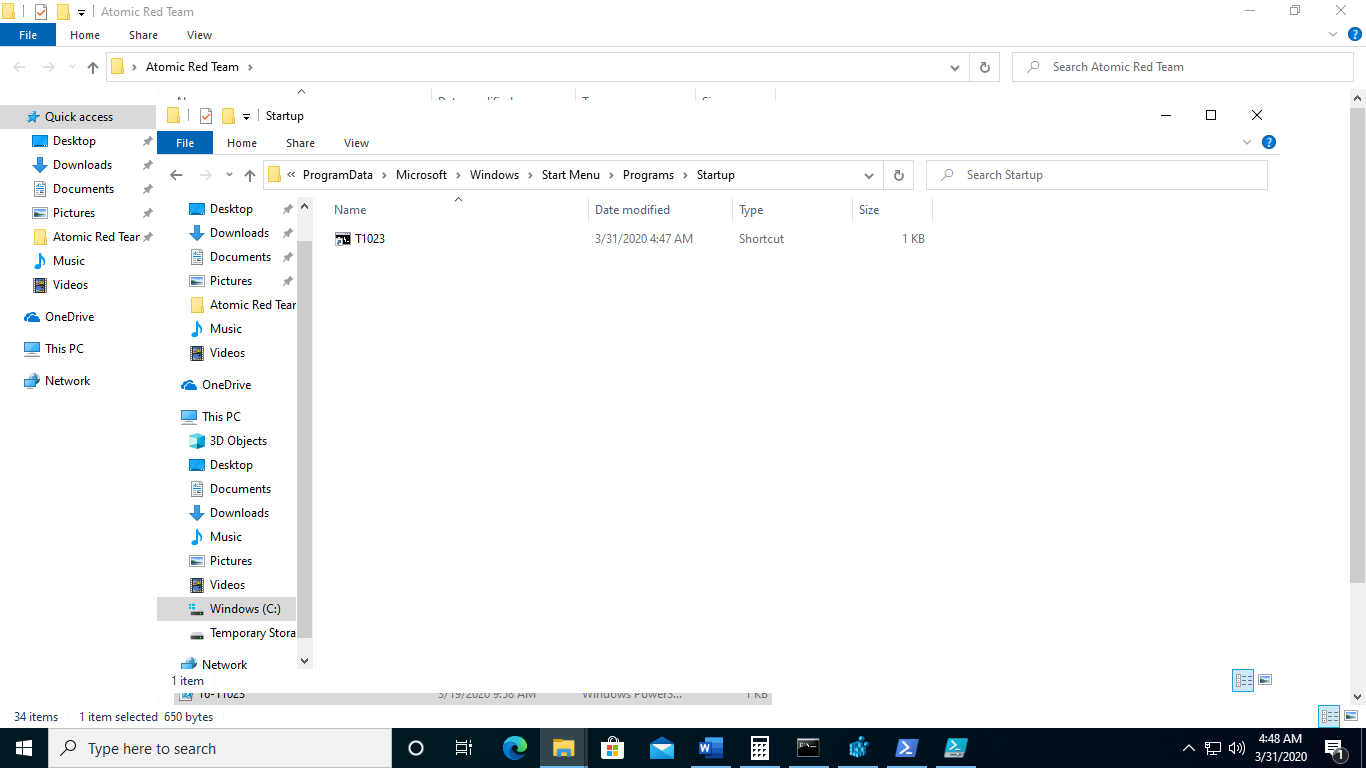 Atomic Red Team
File Home Share View
Atomic Red Team
Search Atomic Red Team
Quick access
Desktop
Downloads
Documents
Pictures
Atomic Red Tear
Music
Videos
OneDrive
This PC
Network
Startup
File Home Share View
« ProgramData > Microsoft > Windows > Start Menu > Programs > Startup
Search Startup
Desktop
Downloads
Documents
Pictures
Atomic Red Tear
Music
Videos
OneDrive
This PC
3D Objects
Desktop
Documents
Downloads
Music
Pictures
Videos
Windows (C:)
Temporary Stora
Network
Name Date modified Type Size
T1023 3/31/2020 4:47 AM Shortcut 1 KB
1 item
16-T1023 3/19/2020 9:58 AM Windows PowerS... 1 KB
34 items 1 item selected 650 bytes
Type here to search
4:48 AM
3/31/2020
1